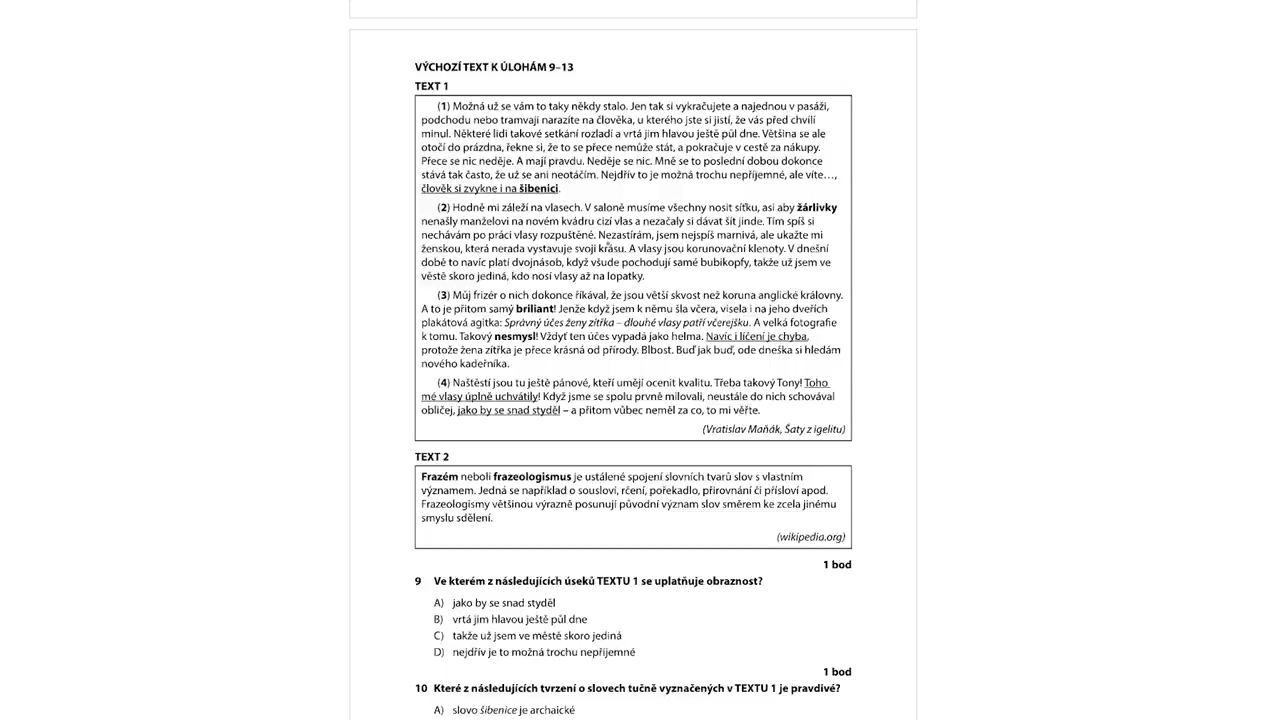 VÝCHOZÍ TEXT K ÚLOHÁM 9–13
TEXT 1
(1) Možná už se vám to taky někdy stalo. Jen tak si vykračujete a najednou v pasáži,
podchodu nebo tramvaji narazíte na člověka, u kterého jste si jistí, že vás před chvílí
minul. Některé lidi takové setkání rozladí a vrtá jim hlavou ještě půl dne. Většina se ale
otočí do prázdna, řekne si, že to se přece nemůže stát, a pokračuje v cestě za nákupy.
Přece se nic neděje. A mají pravdu. Neděje se nic. Mně se to poslední dobou dokonce
stává tak často, že už se ani neotáčím. Nejdřív to je možná trochu nepříjemné, ale víte…,
člověk si zvykne i na šibenici.
(2) Hodně mi záleží na vlasech. V saloně musíme všechny nosit síťku, asi aby žárlivky
nenašly manželovi na novém kvádru cizí vlas a nezačaly si dávat šít jinde. Tím spíš si
nechávám po práci vlasy rozpuštěné. Nezastírám, jsem nejspíš marnivá, ale ukažte mi
ženskou, která nerada vystavuje svoji krásu. A vlasy jsou korunovační klenoty. V dnešní
době to navíc platí dvojnásob, když všude pochodují samé bubikopfy, takže už jsem ve
věstě skoro jediná, kdo nosí vlasy až na lopatky.
(3) Můj frizér o nich dokonce říkával, že jsou větší skvost než koruna anglické královny.
A to je přitom samý briliant! Jenže když jsem k němu šla včera, visela i na jeho dveřích
plakátová agitka: Správný účes ženy zítřka – dlouhé vlasy patří včerejšku. A velká fotografie
k tomu. Takový nesmysl! Vždyť ten účes vypadá jako helma. Navíc i líčení je chyba,
protože žena zítřka je přece krásná od přírody. Blbost. Buď jak buď, ode dneška si hledám
nového kadeřníka.
(4) Naštěstí jsou tu ještě pánové, kteří umějí ocenit kvalitu. Třeba takový Tony! Toho
mé vlasy úplně uchvátily! Když jsme se spolu prvně milovali, neustále do nich schovával
obličej, jako by se snad styděl – a přitom vůbec neměl za co, to mi věřte.
(Vratislav Maňák, Šaty z igelitu)
TEXT 2
Frazém neboli frazeologismus je ustálené spojení slovních tvarů slov s vlastním
významem. Jedná se například o sousloví, rčení, pořekadlo, přirovnání či přísloví apod.
Frazeologismy většinou výrazně posunují původní význam slov směrem ke zcela jinému
smyslu sdělení.
(wikipedia.org)
1 bod
9 Ve kterém z následujících úseků TEXTU 1 se uplatňuje obraznost?
A) jako by se snad styděl
B) vrtá jim hlavou ještě půl dne
C) takže už jsem ve městě skoro jediná
D) nejdřív je to možná trochu nepříjemné
1 bod
10 Které z následujících tvrzení o slovech tučně vyznačených v TEXTU 1 je pravdivé?
A) slovo šibenice je archaické